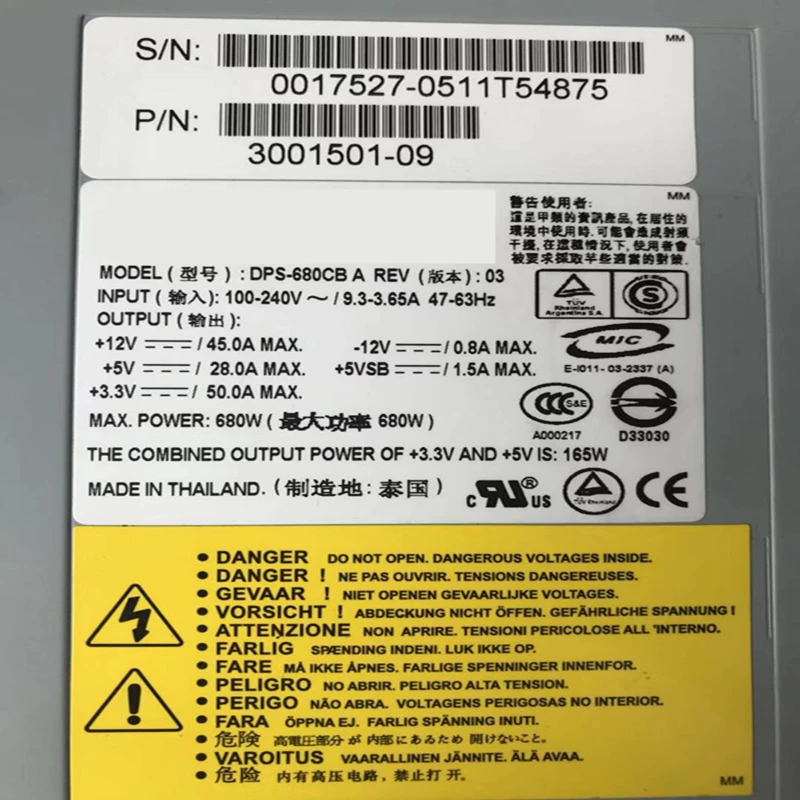 MM
S/N:
0017527-0511T54875
P/N:
3001501-09
MM
警告使用者:
這是甲類的資訊產品,在居住的
環境中使用時,可能會造成射頻
干擾,在這種情況下,使用者會
被要求採取某些適當的對策.
MODEL (型号) : DPS-680CB A REV (版本) : 03
INPUT (输入): 100-240V ～ / 9.3-3.65A 47-63Hz
OUTPUT (输出):
+12V / 45.0A MAX. -12V / 0.8A MAX.
+5V / 28.0A MAX. +5VSB / 1.5A MAX.
+3.3V / 50.0A MAX.
MAX. POWER: 680W (最大功率 680W)
THE COMBINED OUTPUT POWER OF +3.3V AND +5V IS: 165W
MADE IN THAILAND. (制造地: 泰国)
TÜV
Rheinland
Argentina S.A.
S
MIC
E-I011-03-2337 (A)
CCC S&E
A000217
D33030
c RU ® US
CE
DANGER DO NOT OPEN. DANGEROUS VOLTAGES INSIDE.
DANGER ! NE PAS OUVRIR. TENSIONS DANGEREUSES.
GEVAAR ! NIET OPENEN GEVAARLIJKE VOLTAGES.
VORSICHT ! ABDECKUNG NICHT ÖFFEN. GEFÄHRLICHE SPANNUNG !
ATTENZIONE NON APRIRE. TENSIONI PERICOLOSE ALL 'INTERNO.
FARLIG SPÆNDING INDENI. LUK IKKE OP.
FARE MÅ IKKE ÅPNES. FARLIGE SPENNINGER INNENFOR.
PELIGRO NO ABRIR. PELIGRO ALTA TENSION.
PERIGO NÃO ABRA. VOLTAGENS PERIGOSAS NO INTERIOR.
FARA ÖPPNA EJ. FARLIG SPÄNNING INUTI.
危険 高電圧部分が 内部にあるため 開けないこと。
VAROITUS VAARALLINEN JÄNNITE. ÄLÄ AVAA.
危险 内有高压电路，禁止打开。
MM